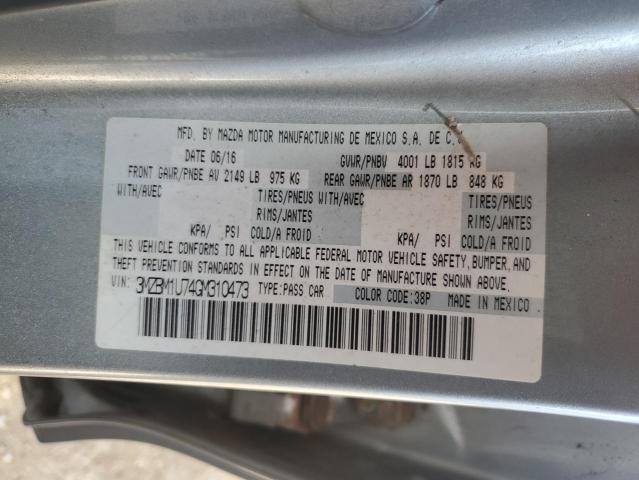 MFD. BY MAZDA MOTOR MANUFACTURING DE MEXICO S.A. DE C.V.
DATE 06/16 GVWR/PNBV 4001 LB 1815 KG
FRONT GAWR/PNBE AV 2149 LB 975 KG REAR GAWR/PNBE AR 1870 LB 848 KG
WITH/AVEC TIRES/PNEUS WITH/AVEC TIRES/PNEUS
RIMS/JANTES RIMS/JANTES
KPA/ PSI COLD/A FROID KPA/ PSI COLD/A FROID
THIS VEHICLE CONFORMS TO ALL APPLICABLE FEDERAL MOTOR VEHICLE SAFETY, BUMPER, AND
THEFT PREVENTION STANDARDS IN EFFECT ON THE DATE OF MANUFACTURE SHOWN ABOVE.
VIN: 3MZBM1U74GM310473 TYPE:PASS CAR COLOR CODE:38P MADE IN MEXICO